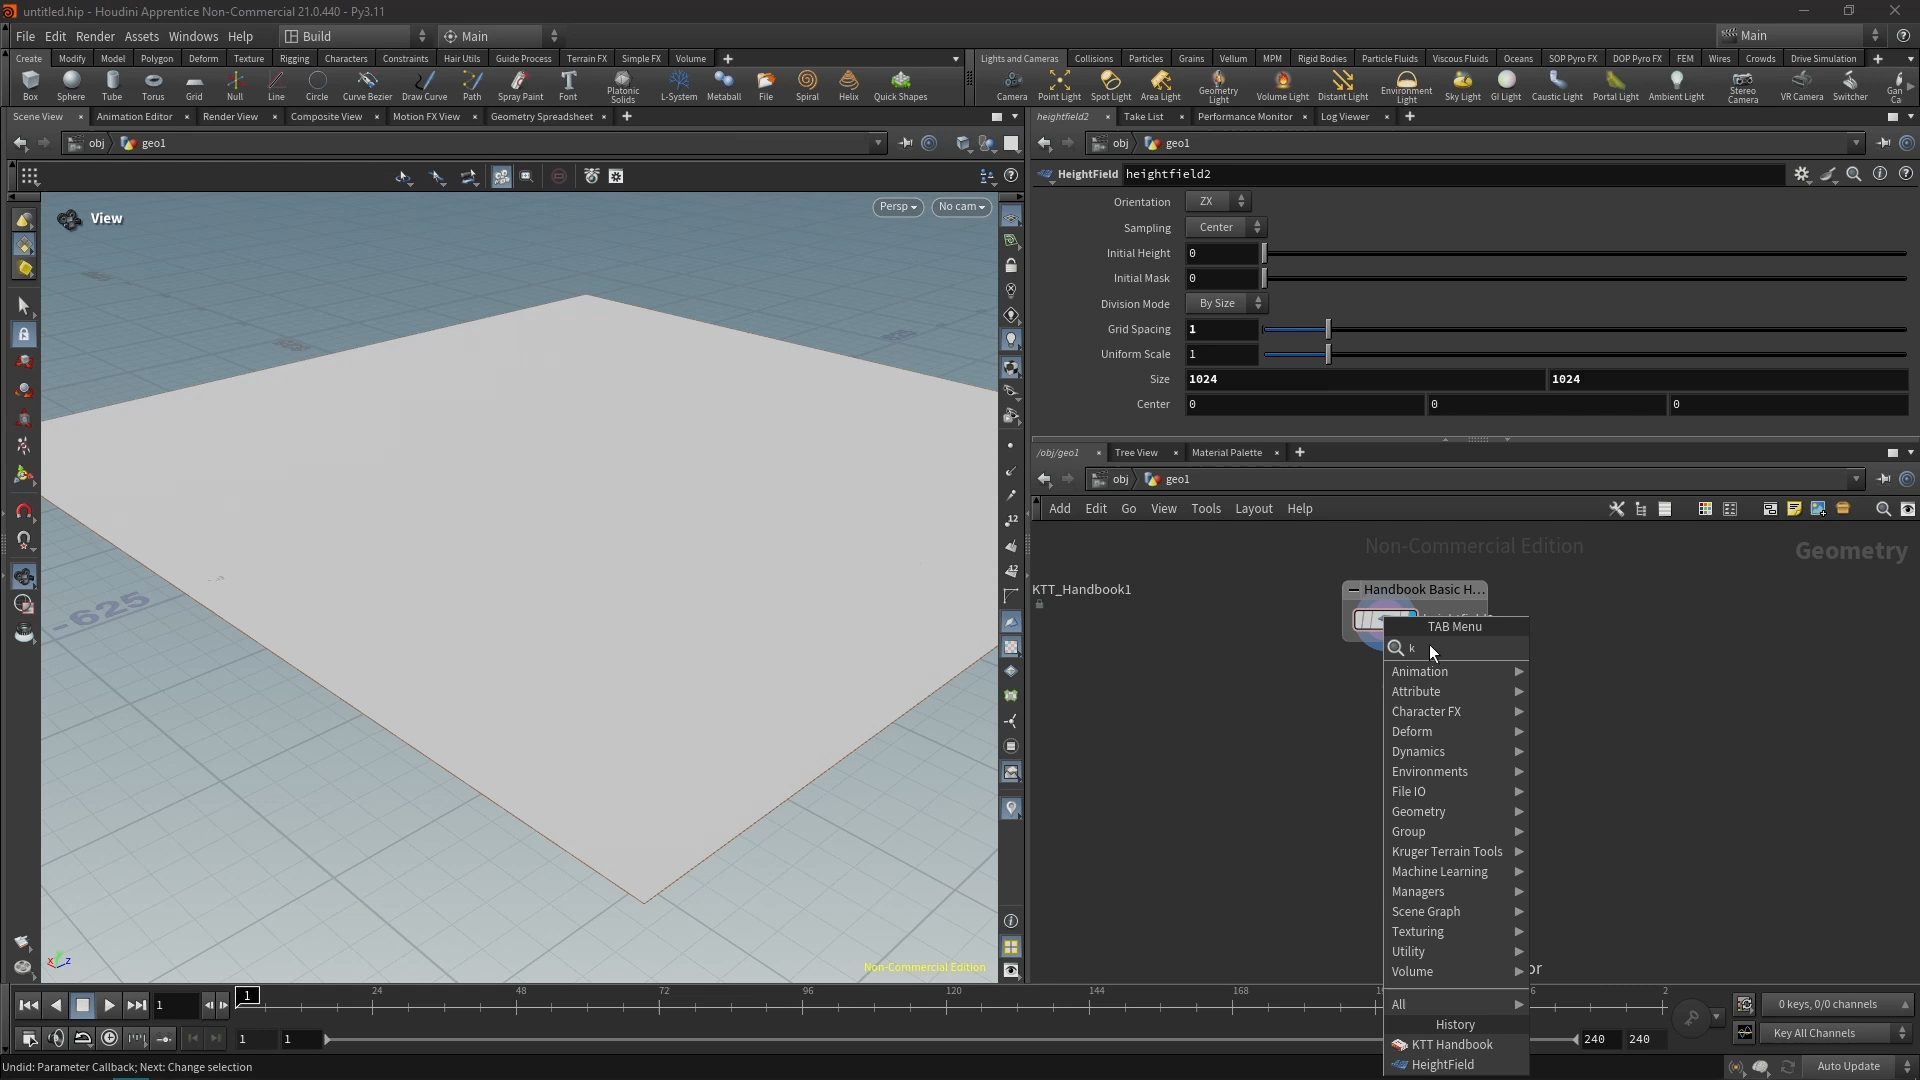 untitled.hip - Houdini Apprentice Non-Commercial 21.0.440 - Py3.11
File Edit Render Assets Windows Help Build Main Main
Create Modify Model Polygon Deform Texture Rigging Characters Constraints Hair Utils Guide Process Terrain FX Simple FX Volume
Lights and Cameras Collisions Particles Grains Vellum MPM Rigid Bodies Particle Fluids Viscous Fluids Oceans SOP Pyro FX DOP Pyro FX FEM Wires Crowds Drive Simulation
Box Sphere Tube Torus Grid Null Line Circle Curve Bezier Draw Curve Path Spray Paint Font Platonic Solids L-System Metaball File Spiral Helix Quick Shapes
Camera Point Light Spot Light Area Light Geometry Light Volume Light Distant Light Environment Light Sky Light GI Light Caustic Light Portal Light Ambient Light Stereo Camera VR Camera Switcher Gan Ca
Scene View Animation Editor Render View Composite View Motion FX View Geometry Spreadsheet
heightfield2 Take List Performance Monitor Log Viewer
obj geo1
obj geo1
HeightField heightfield2
View
Persp No cam
Orientation ZX
Sampling Center
Initial Height 0
Initial Mask 0
Division Mode By Size
Grid Spacing 1
Uniform Scale 1
Size 1024 1024
Center 0 0 0
/obj/geo1 Tree View Material Palette
obj geo1
Add Edit Go View Tools Layout Help
Non-Commercial Edition
Geometry
KTT_Handbook1
Handbook Basic H...
TAB Menu
k
Animation
Attribute
Character FX
Deform
Dynamics
Environments
File IO
Geometry
Group
Kruger Terrain Tools
Machine Learning
Managers
Scene Graph
Texturing
Utility
Volume
All
History
KTT Handbook
HeightField
-625
12
12
x z
Non-Commercial Edition
1 1 24 48 72 96 120 144 168 2
1 1 240 240
0 keys, 0/0 channels
Key All Channels
Undid: Parameter Callback; Next: Change selection
Auto Update